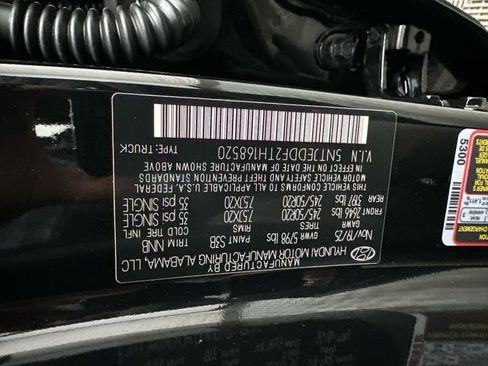 MANUFACTURED BY
HYUNDAI MOTOR MANUFACTURING ALABAMA, LLC
Nov/19/25 GVWR 5798 lbs PAINT S3B TRIM NNB
GAWR TIRES COLD TIRE INFL
FRONT 2646 lbs 245/50R20 7.5JX20 35 psi SINGLE
REAR lbs 245/50R20 7.5JX20 35 psi SINGLE
THIS VEHICLE CONFORMS TO ALL APPLICABLE U.S.A. FEDERAL
MOTOR VEHICLE SAFETY AND THEFT PREVENTION STANDARDS
IN EFFECT ON THE DATE OF MANUFACTURE SHOWN ABOVE
V.I.N 5NTJEDDF2TH168520 TYPE: TRUCK
5300